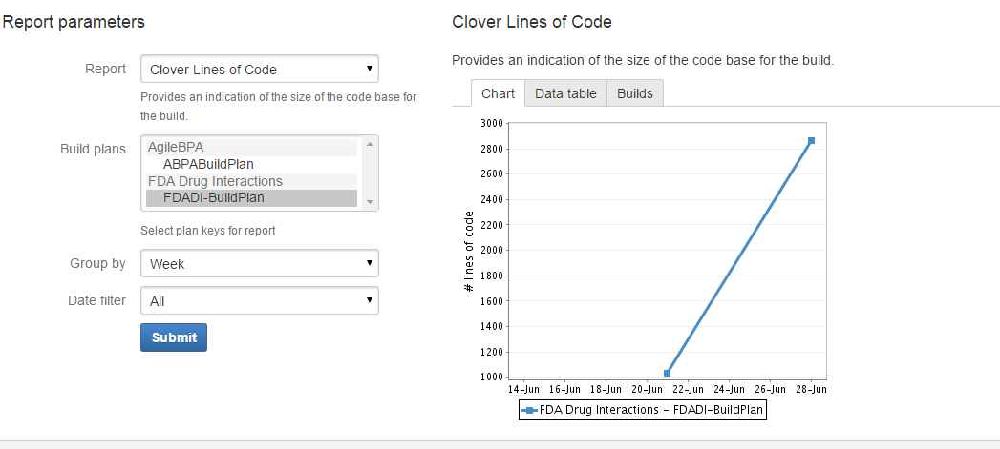 Report parameters
Report
Clover Lines of Code
Provides an indication of the size of the code base for
the build.
Build plans
AgileBPA
ABPABuildPlan
FDA Drug Interactions
FDADI-BuildPlan
Select plan keys for report
Group by
Week
Date filter
All
Submit
Clover Lines of Code
Provides an indication of the size of the code base for the build.
Chart
Data table
Builds
3000
2800
2600
2400
2200
2000
1800
1600
1400
1200
1000
# lines of code
14-Jun 16-Jun 18-Jun 20-Jun 22-Jun 24-Jun 26-Jun 28-Jun
FDA Drug Interactions - FDADI-BuildPlan